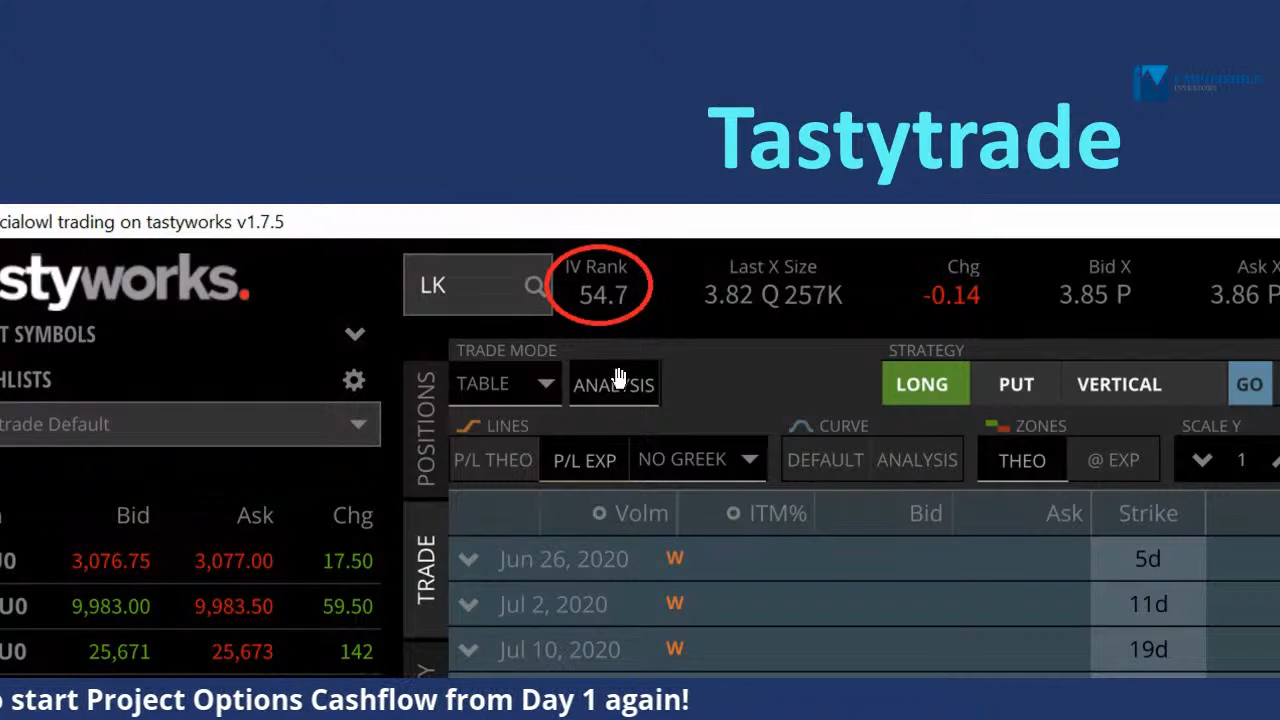 Tastytrade
INVESTORS
cialowl trading on tastyworks v1.7.5
styworks.
LK
IV Rank
54.7
Last X Size
3.82 Q 257K
Chg
-0.14
Bid X
3.85 P
Ask X
3.86 P
T SYMBOLS
HLISTS
trade Default
TRADE MODE
TABLE
ANALYSIS
STRATEGY
LONG PUT VERTICAL GO
LINES
P/L THEO P/L EXP NO GREEK
CURVE
DEFAULT ANALYSIS
ZONES
THEO @ EXP
SCALE Y
1
POSITIONS
TRADE
Bid Ask Chg
U0 3,076.75 3,077.00 17.50
U0 9,983.00 9,983.50 59.50
U0 25,671 25,673 142
Volm ITM% Bid Ask Strike
Jun 26, 2020 W 5d
Jul 2, 2020 W 11d
Jul 10, 2020 W 19d
o start Project Options Cashflow from Day 1 again!